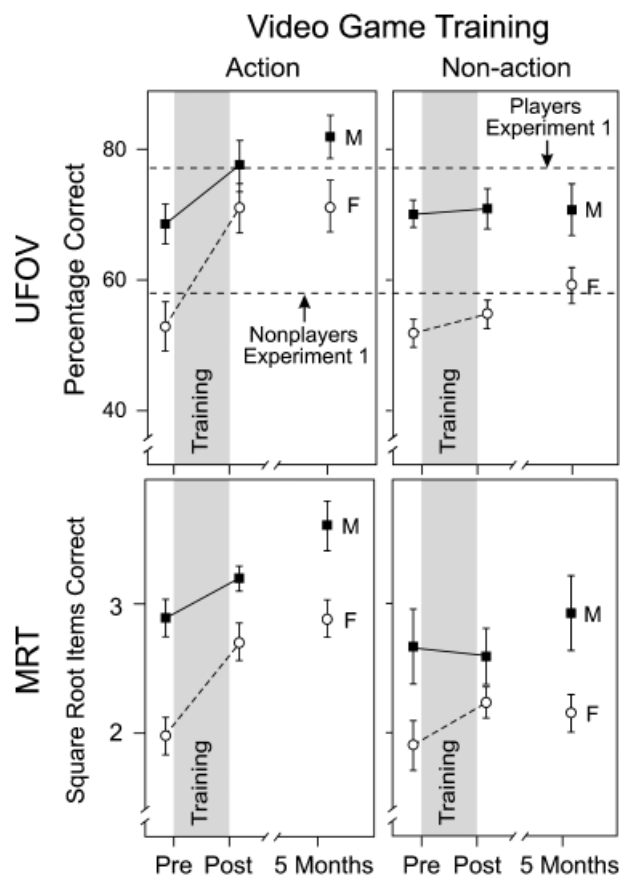 Video Game Training
Action
Non-action
UFOV
Percentage Correct
80
60
40
M
F
Nonplayers
Experiment 1
Training
Players
Experiment 1
M
F
Training
MRT
Square Root Items Correct
3
2
M
F
Training
M
F
Training
Pre Post 5 Months
Pre Post 5 Months